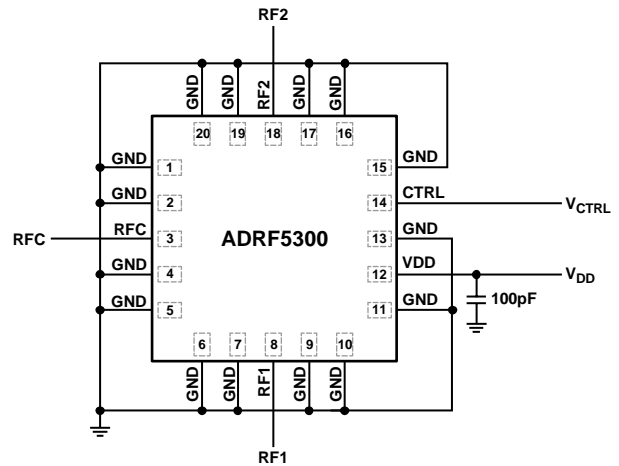 RF2
GND
GND
RF2
GND
GND
20
19
18
17
16
GND
1
15
GND
GND
2
14
CTRL
VCTRL
RFC
RFC
3
ADRF5300
13
GND
GND
4
12
VDD
VDD
GND
5
11
GND
100pF
6
7
8
9
10
GND
GND
RF1
GND
GND
RF1